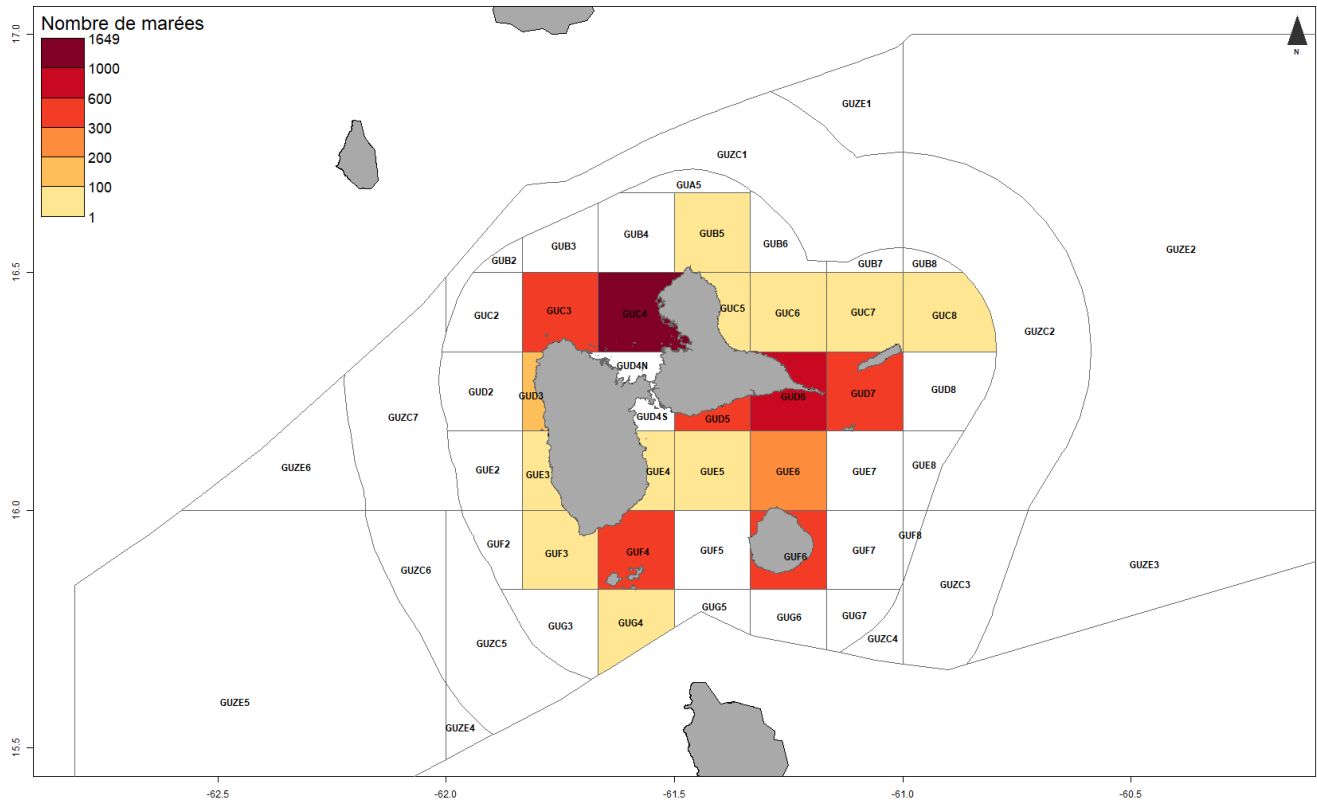 Nombre de marées
1649
1000
600
300
200
100
1
N
17.0
16.5
16.0
15.5
-62.5
-62.0
-61.5
-61.0
-60.5
GUZE1
GUZC1
GUA5
GUB2
GUB3
GUB4
GUB5
GUB6
GUB7
GUB8
GUZE2
GUC2
GUC3
GUC4
GUC5
GUC6
GUC7
GUC8
GUZC2
GUD2
GUD3
GUD4N
GUD4S
GUD5
GUD6
GUD7
GUD8
GUZC7
GUZE6
GUE2
GUE3
GUE4
GUE5
GUE6
GUE7
GUE8
GUF2
GUF3
GUF4
GUF5
GUF6
GUF7
GUF8
GUZC6
GUZC3
GUZE3
GUG3
GUG4
GUG5
GUG6
GUG7
GUZC4
GUZC5
GUZE5
GUZE4